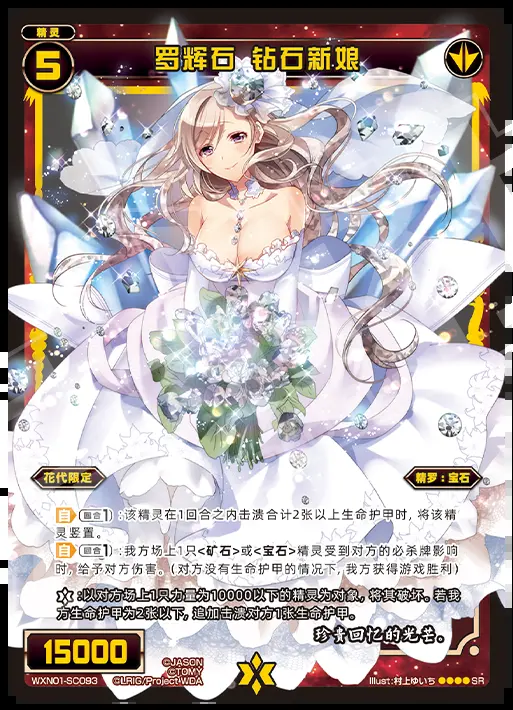 精灵
5
罗辉石 钻石新娘
花代限定
精罗：宝石
自 回合1 :该精灵在1回合之内击溃合计2张以上生命护甲时, 将该精
灵竖置。
自 回合1 :我方场上1只<矿石>或<宝石>精灵受到对方的必杀牌影响
时, 给予对方伤害。(对方没有生命护甲的情况下, 我方获得游戏胜利)
:以对方场上1只力量为10000以下的精灵为对象, 将其破坏。若我
方生命护甲为2张以下, 追加击溃对方1张生命护甲。
珍贵回忆的光芒.
15000
©JASON
©TOMY
WXN01-SC093 ©LRIG/Project WDA
Illust:村上ゆいち
SR